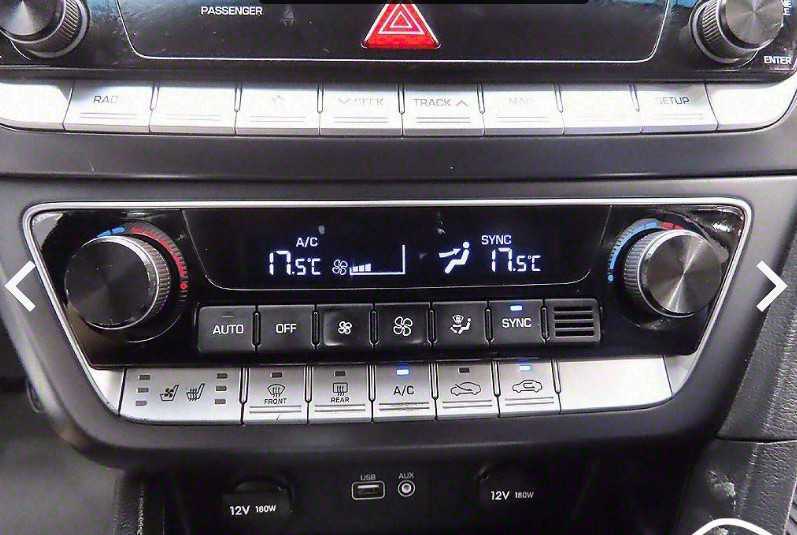 PASSENGER
ENTER
RAD
SEEK
TRACK
MAP
SETUP
A/C
17.5°C
SYNC
17.5°C
AUTO
OFF
SYNC
FRONT
REAR
A/C
12V 180W
USB
AUX
12V 180W